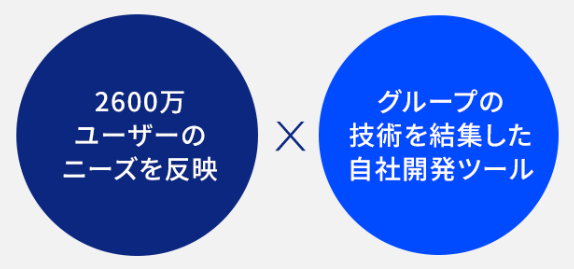 2600万
ユーザーの
ニーズを反映
×
グループの
技術を結集した
自社開発ツール